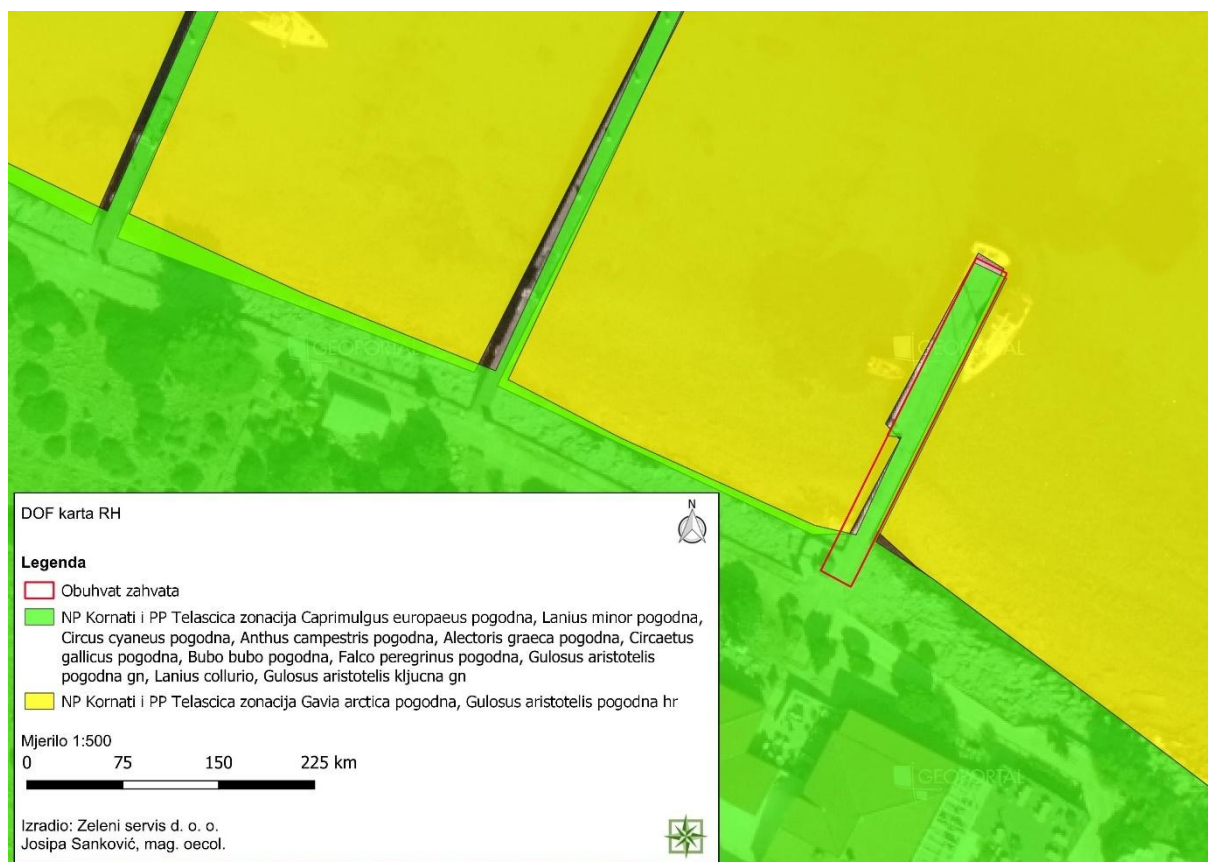 GEOPORTAL
GEOPORTAL
DOF karta RH
N
Legenda
Obuhvat zahvata
NP Kornati i PP Telascica zonacija Caprimulgus europaeus pogodna, Lanius minor pogodna,
Circus cyaneus pogodna, Anthus campestris pogodna, Alectoris graeca pogodna, Circaetus
gallicus pogodna, Bubo bubo pogodna, Falco peregrinus pogodna, Gulosus aristotelis
pogodna gn, Lanius collurio, Gulosus aristotelis kljucna gn
NP Kornati i PP Telascica zonacija Gavia arctica pogodna, Gulosus aristotelis pogodna hr
Mjerilo 1:500
0 75 150 225 km
Izradio: Zeleni servis d. o. o.
Josipa Sanković, mag. oecol.
GEOPORTAL